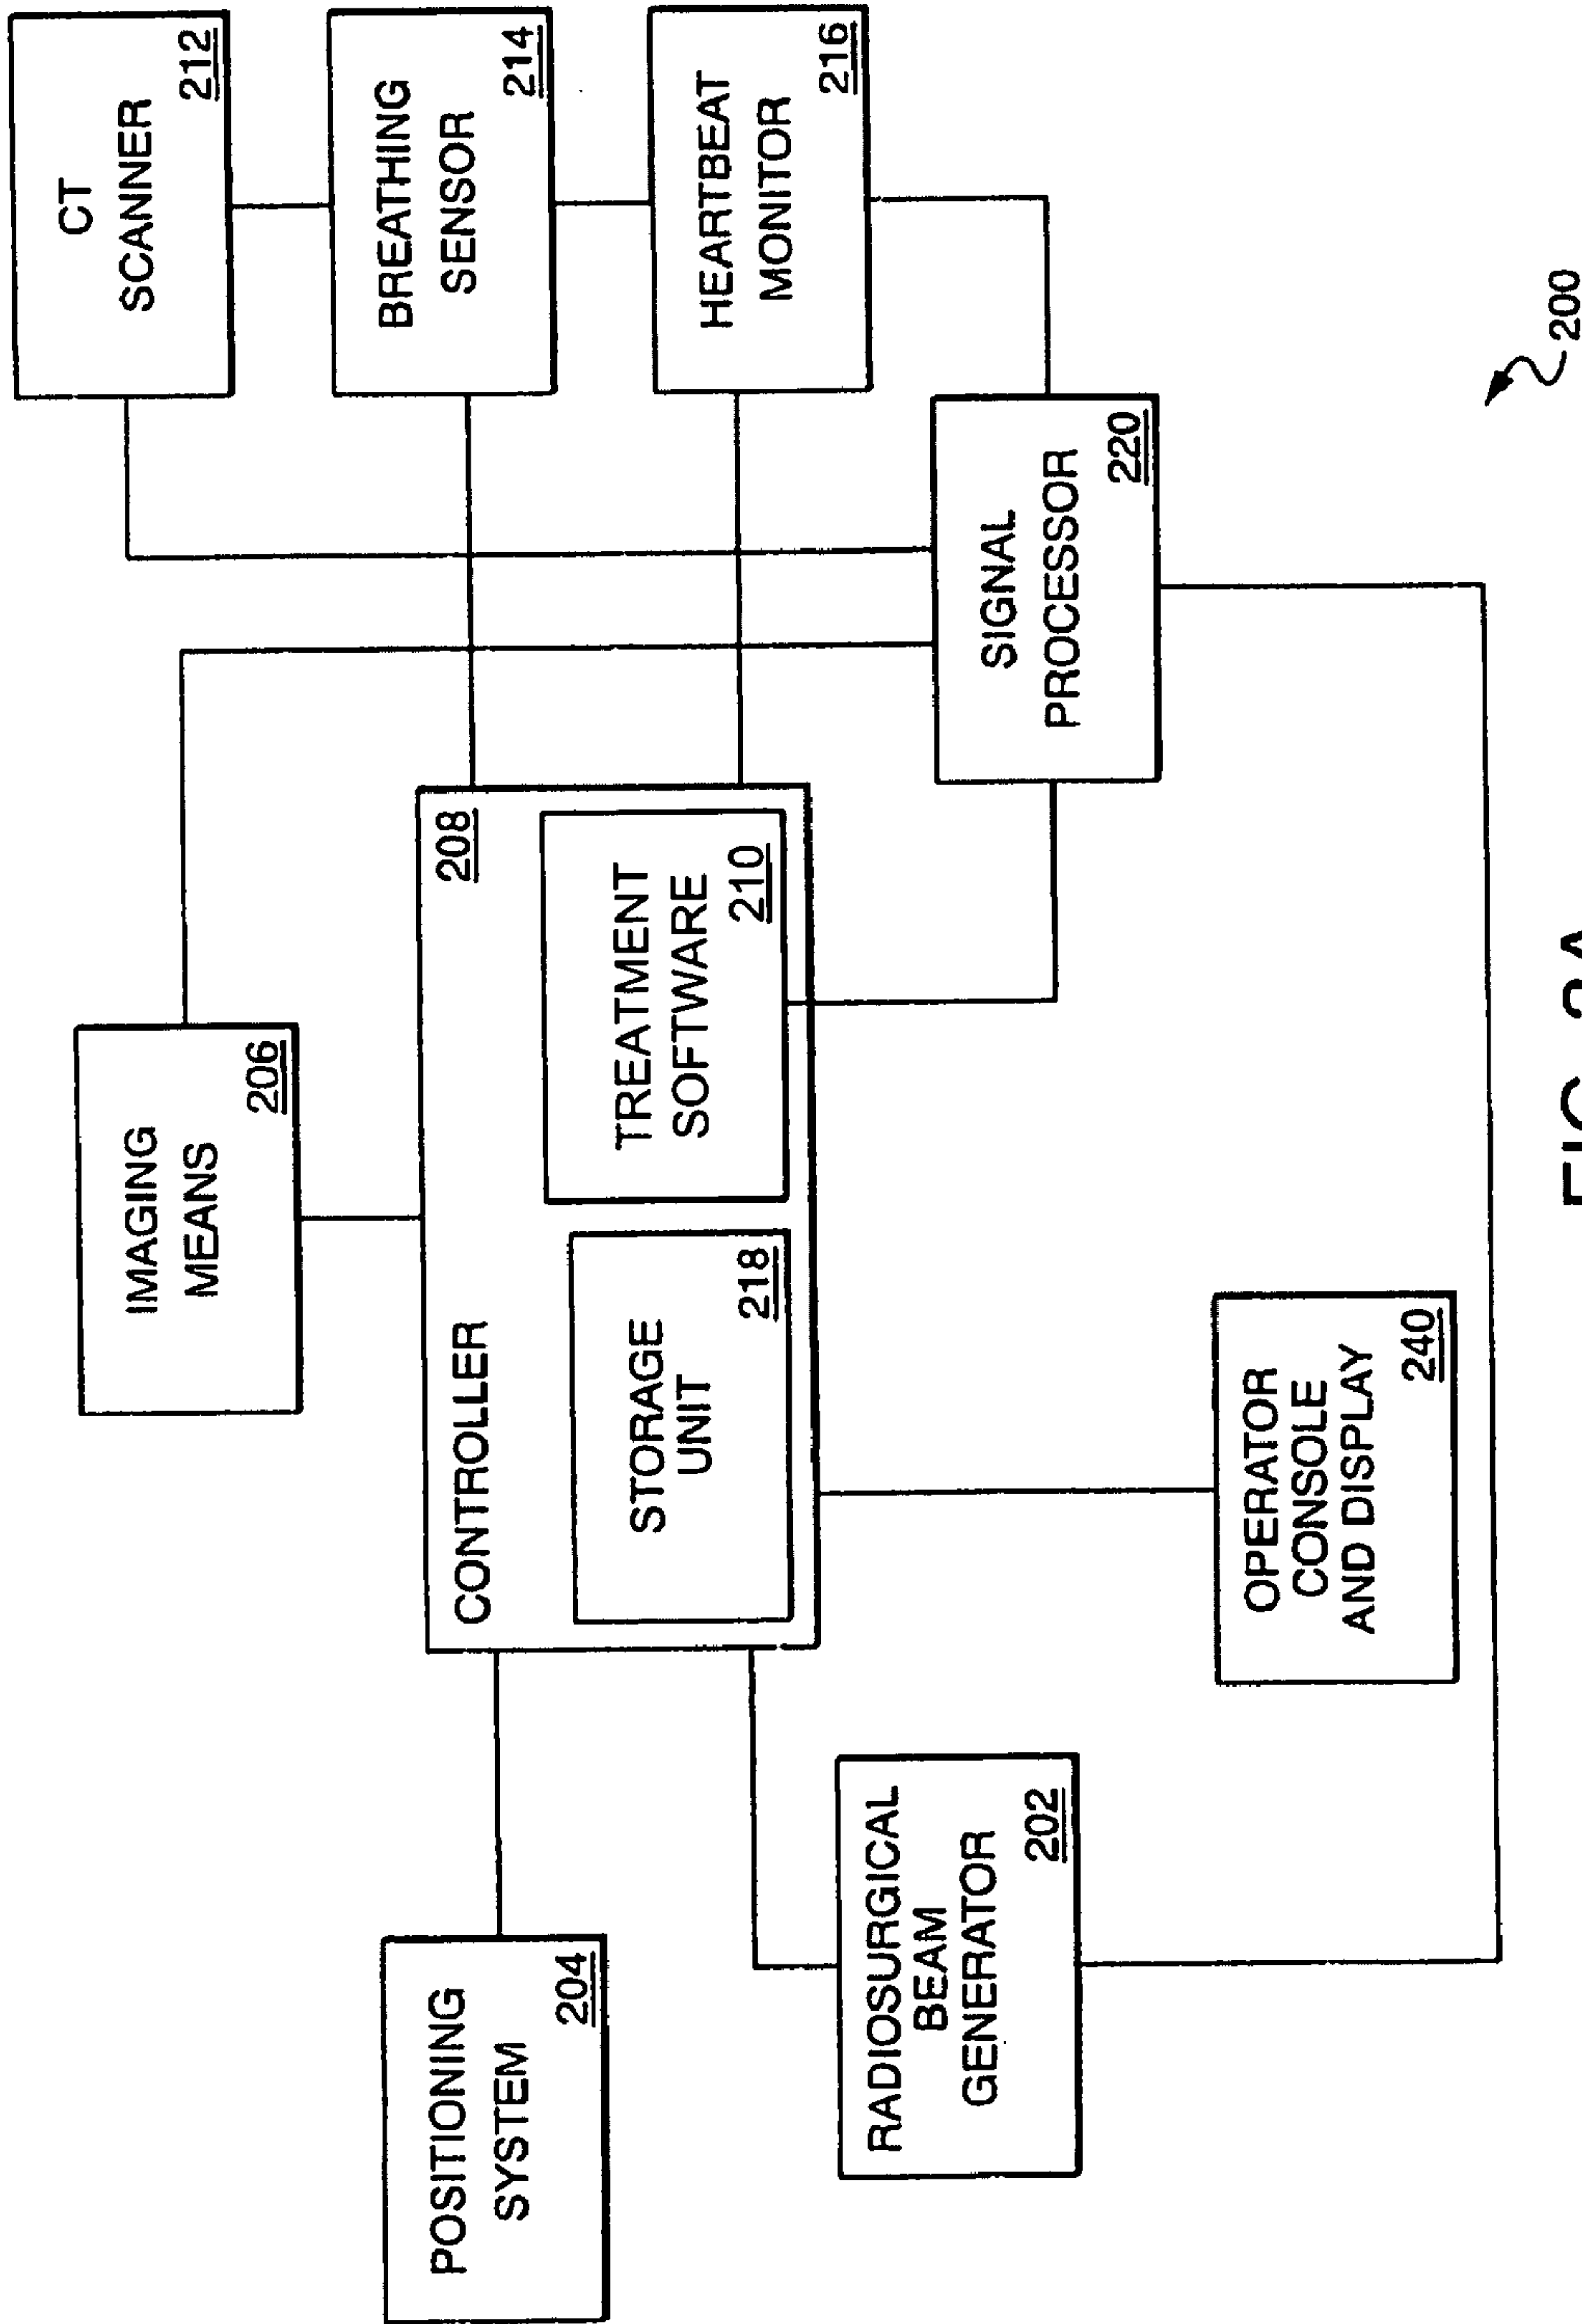 CT
SCANNER
212
IMAGING
MEANS
206
BREATHING
SENSOR
214
POSITIONING
SYSTEM
204
CONTROLLER
208
STORAGE
UNIT
218
TREATMENT
SOFTWARE
210
HEARTBEAT
MONITOR
216
RADIOSURGICAL
BEAM
GENERATOR
202
SIGNAL
PROCESSOR
220
OPERATOR
CONSOLE
AND DISPLAY
240
200
FIG